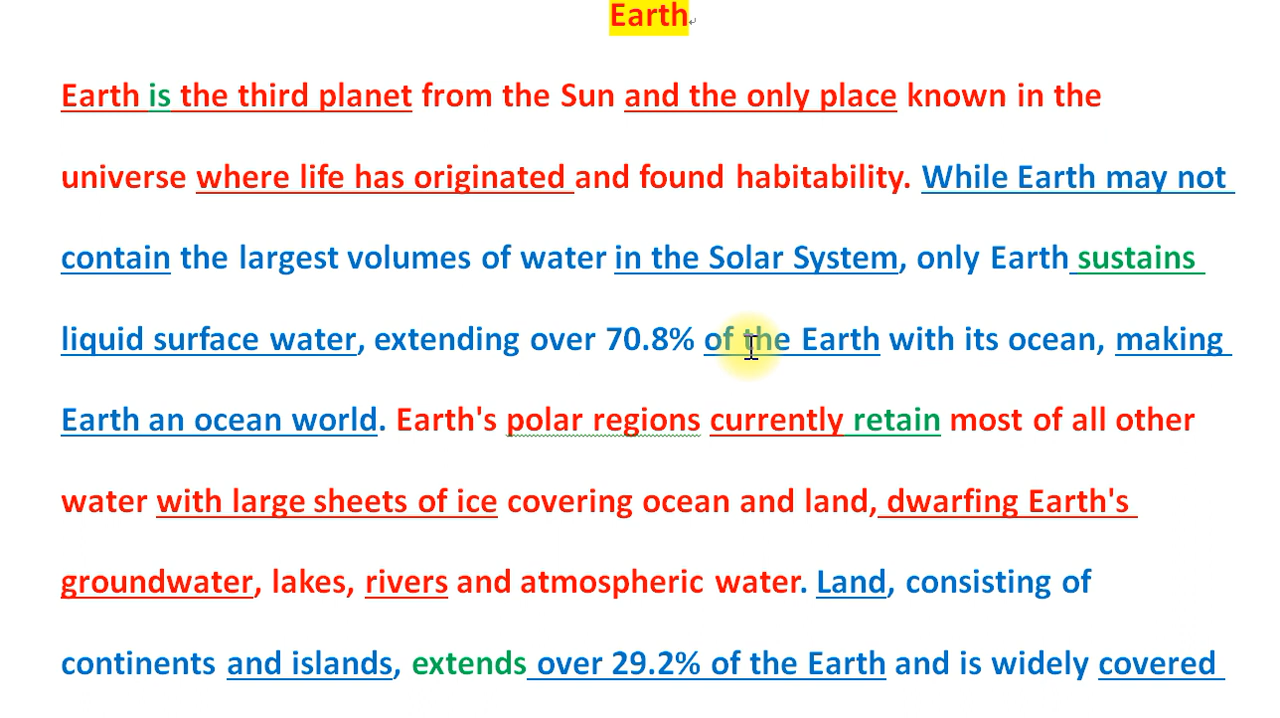 Earth
Earth is the third planet from the Sun and the only place known in the
universe where life has originated and found habitability. While Earth may not
contain the largest volumes of water in the Solar System, only Earth sustains
liquid surface water, extending over 70.8% of the Earth with its ocean, making
Earth an ocean world. Earth's polar regions currently retain most of all other
water with large sheets of ice covering ocean and land, dwarfing Earth's
groundwater, lakes, rivers and atmospheric water. Land, consisting of
continents and islands, extends over 29.2% of the Earth and is widely covered